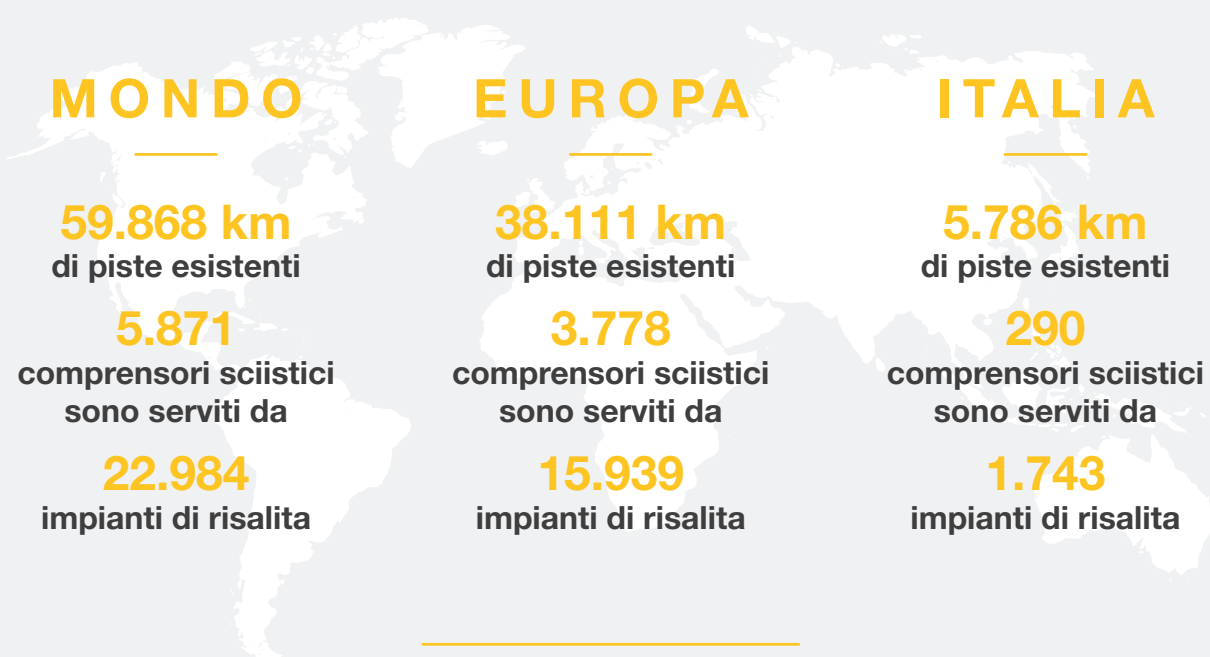 MONDO
59.868 km
di piste esistenti
5.871
comprensori sciistici
sono serviti da
22.984
impianti di risalita
EUROPA
38.111 km
di piste esistenti
3.778
comprensori sciistici
sono serviti da
15.939
impianti di risalita
ITALIA
5.786 km
di piste esistenti
290
comprensori sciistici
sono serviti da
1.743
impianti di risalita